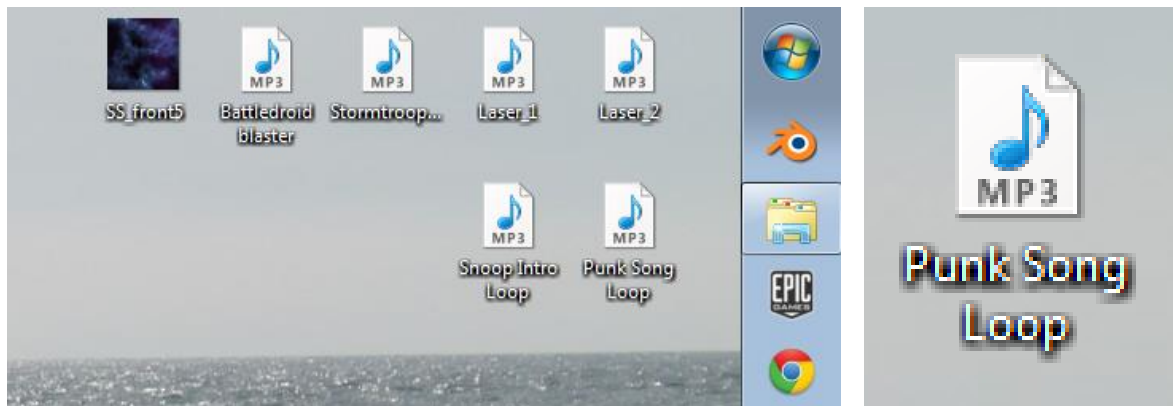 MP3
MP3
MP3
MP3
SS_front5
Battledroid
blaster
Stormtroop...
Laser_1
Laser_2
MP3
MP3
Snoop Intro
Loop
Punk Song
Loop
EPIC
GAMES
MP3
Punk Song
Loop